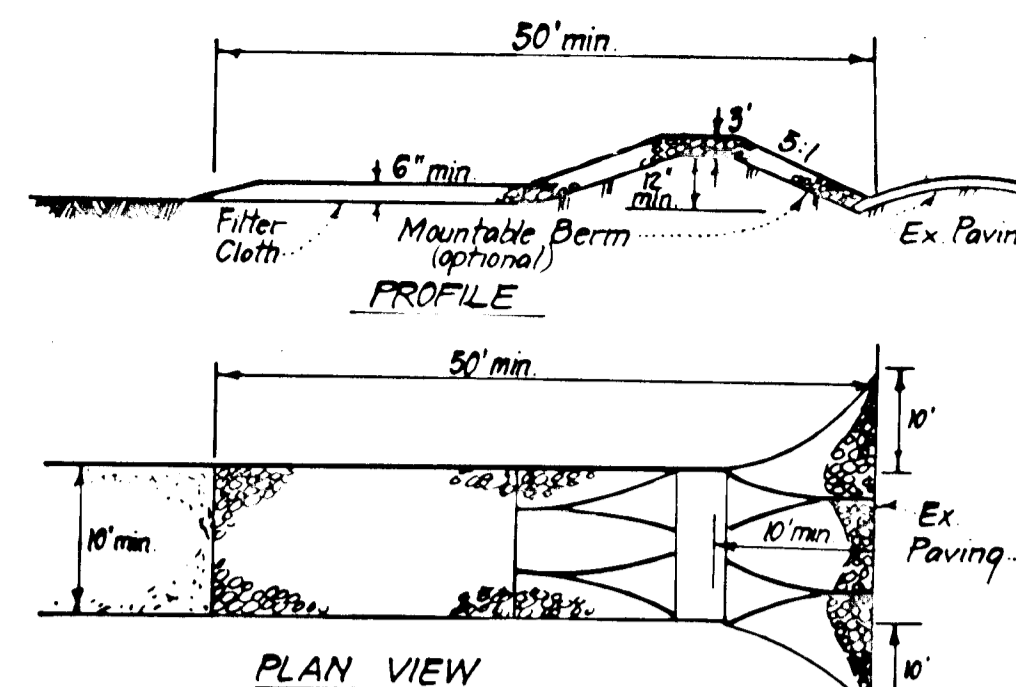 50' min.
3'
5:1
6" min.
12"
min.
Filter
Cloth
Mountable Berm
(optional)
Ex. Pavin
PROFILE
50' min.
10'
10' min.
10' min
Ex.
Paving
10'
PLAN VIEW